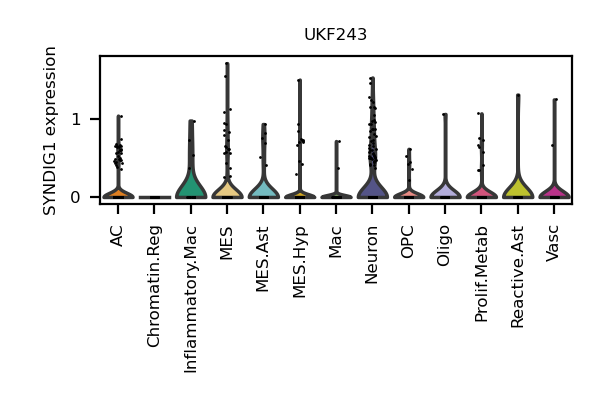 UKF243
SYNDIG1 expression
1
0
AC
Chromatin.Reg
Inflammatory.Mac
MES
MES.Ast
MES.Hyp
Mac
Neuron
OPC
Oligo
Prolif.Metab
Reactive.Ast
Vasc